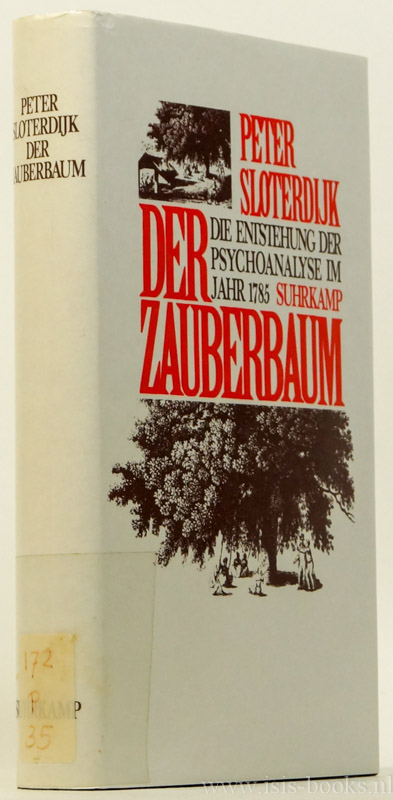 PETER
SLOTERDIJK
DER
ZAUBERBAUM
PETER
SLOTERDIJK
DIE ENTSTEHUNG DER
PSYCHOANALYSE IM
JAHR 1785 SUHRKAMP
DER
ZAUBERBAUM
172
P
35
SUHRKAMP
© www.isis-books.nl